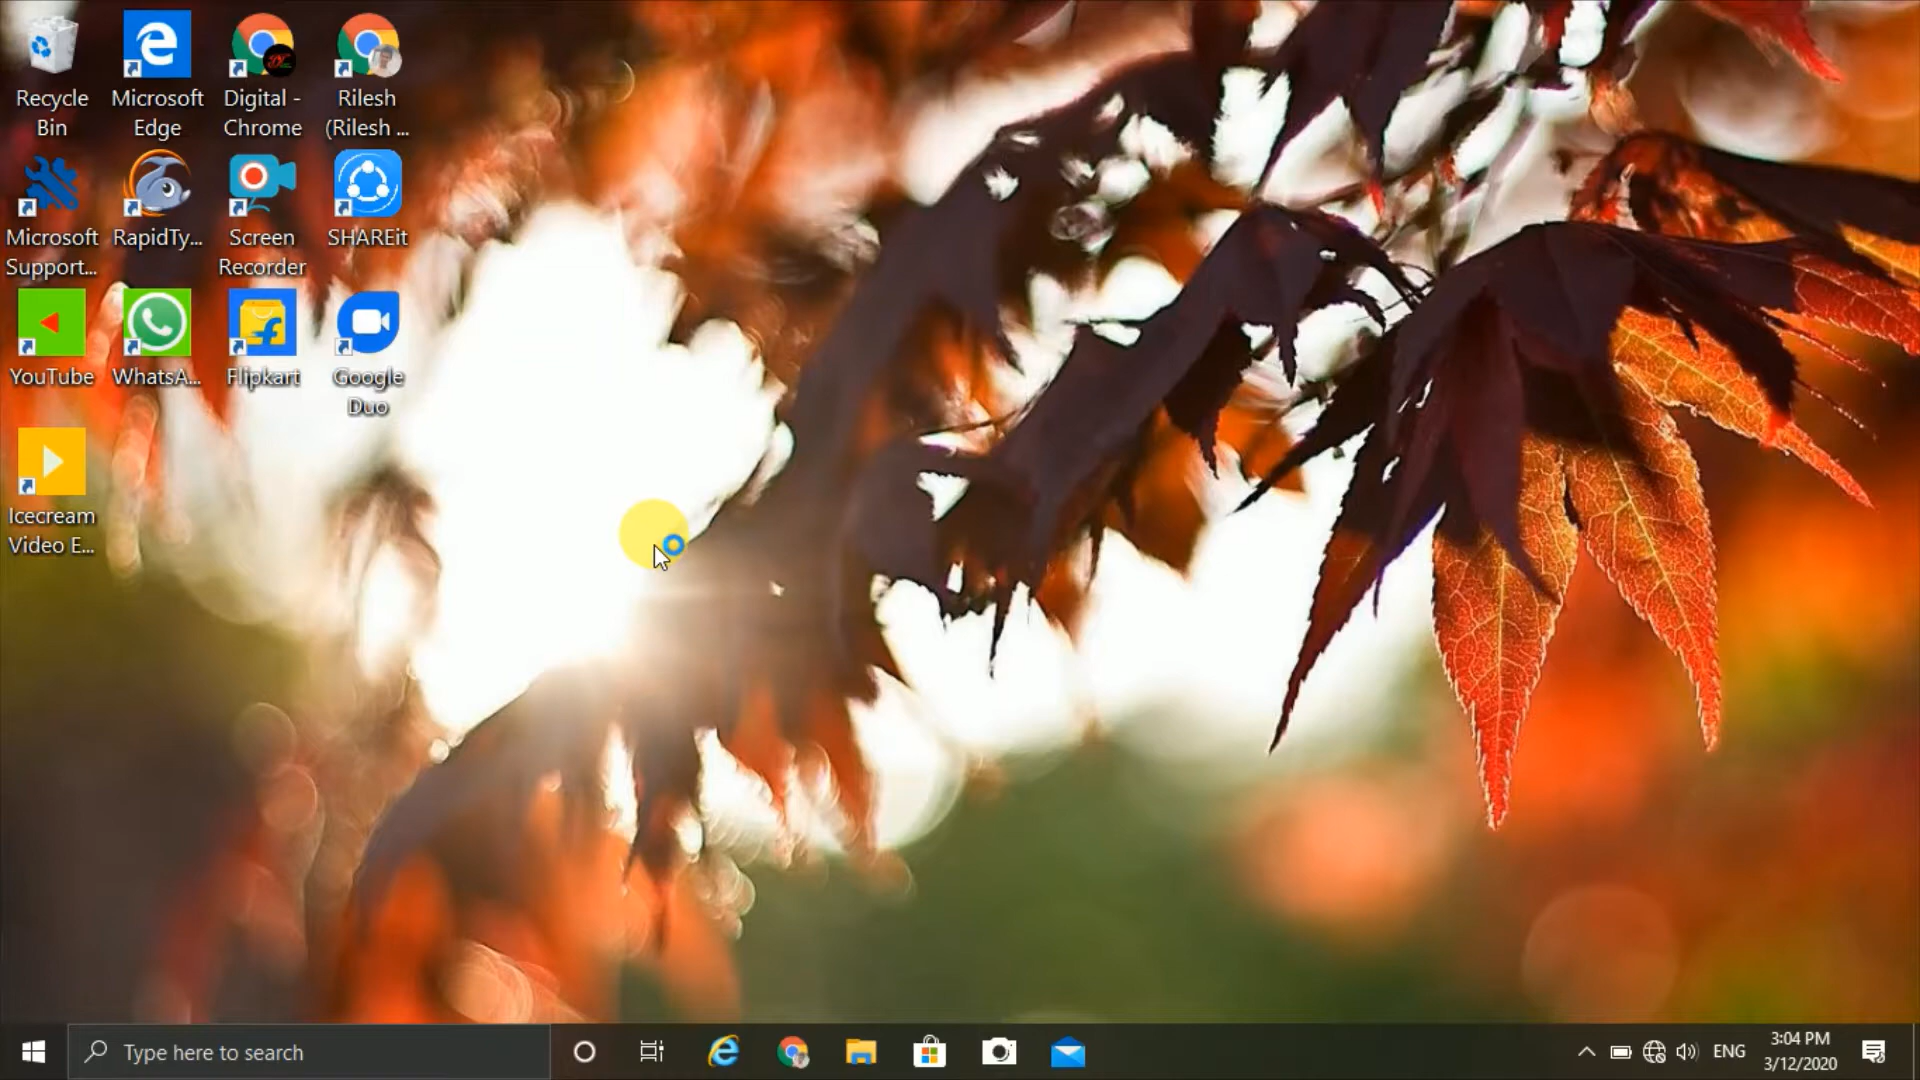 Recycle
Bin
Microsoft
Edge
Digital -
Chrome
Rilesh
(Rilesh ...
Microsoft
Support...
RapidTy...
Screen
Recorder
SHAREit
YouTube
WhatsA...
Flipkart
Google
Duo
Icecream
Video E...
Type here to search
ENG
3:04 PM
3/12/2020